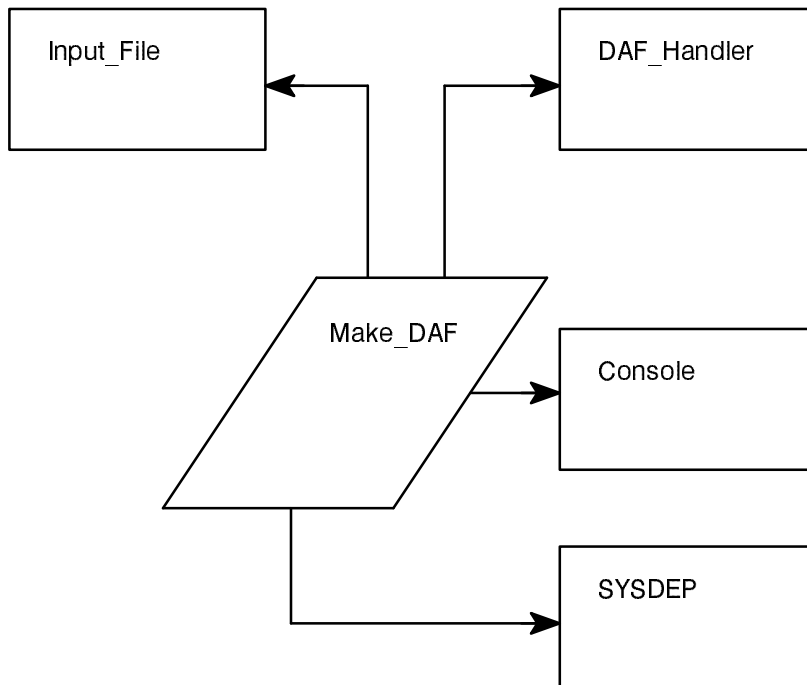 Input_File
DAF_Handler
Make_DAF
Console
SYSDEP